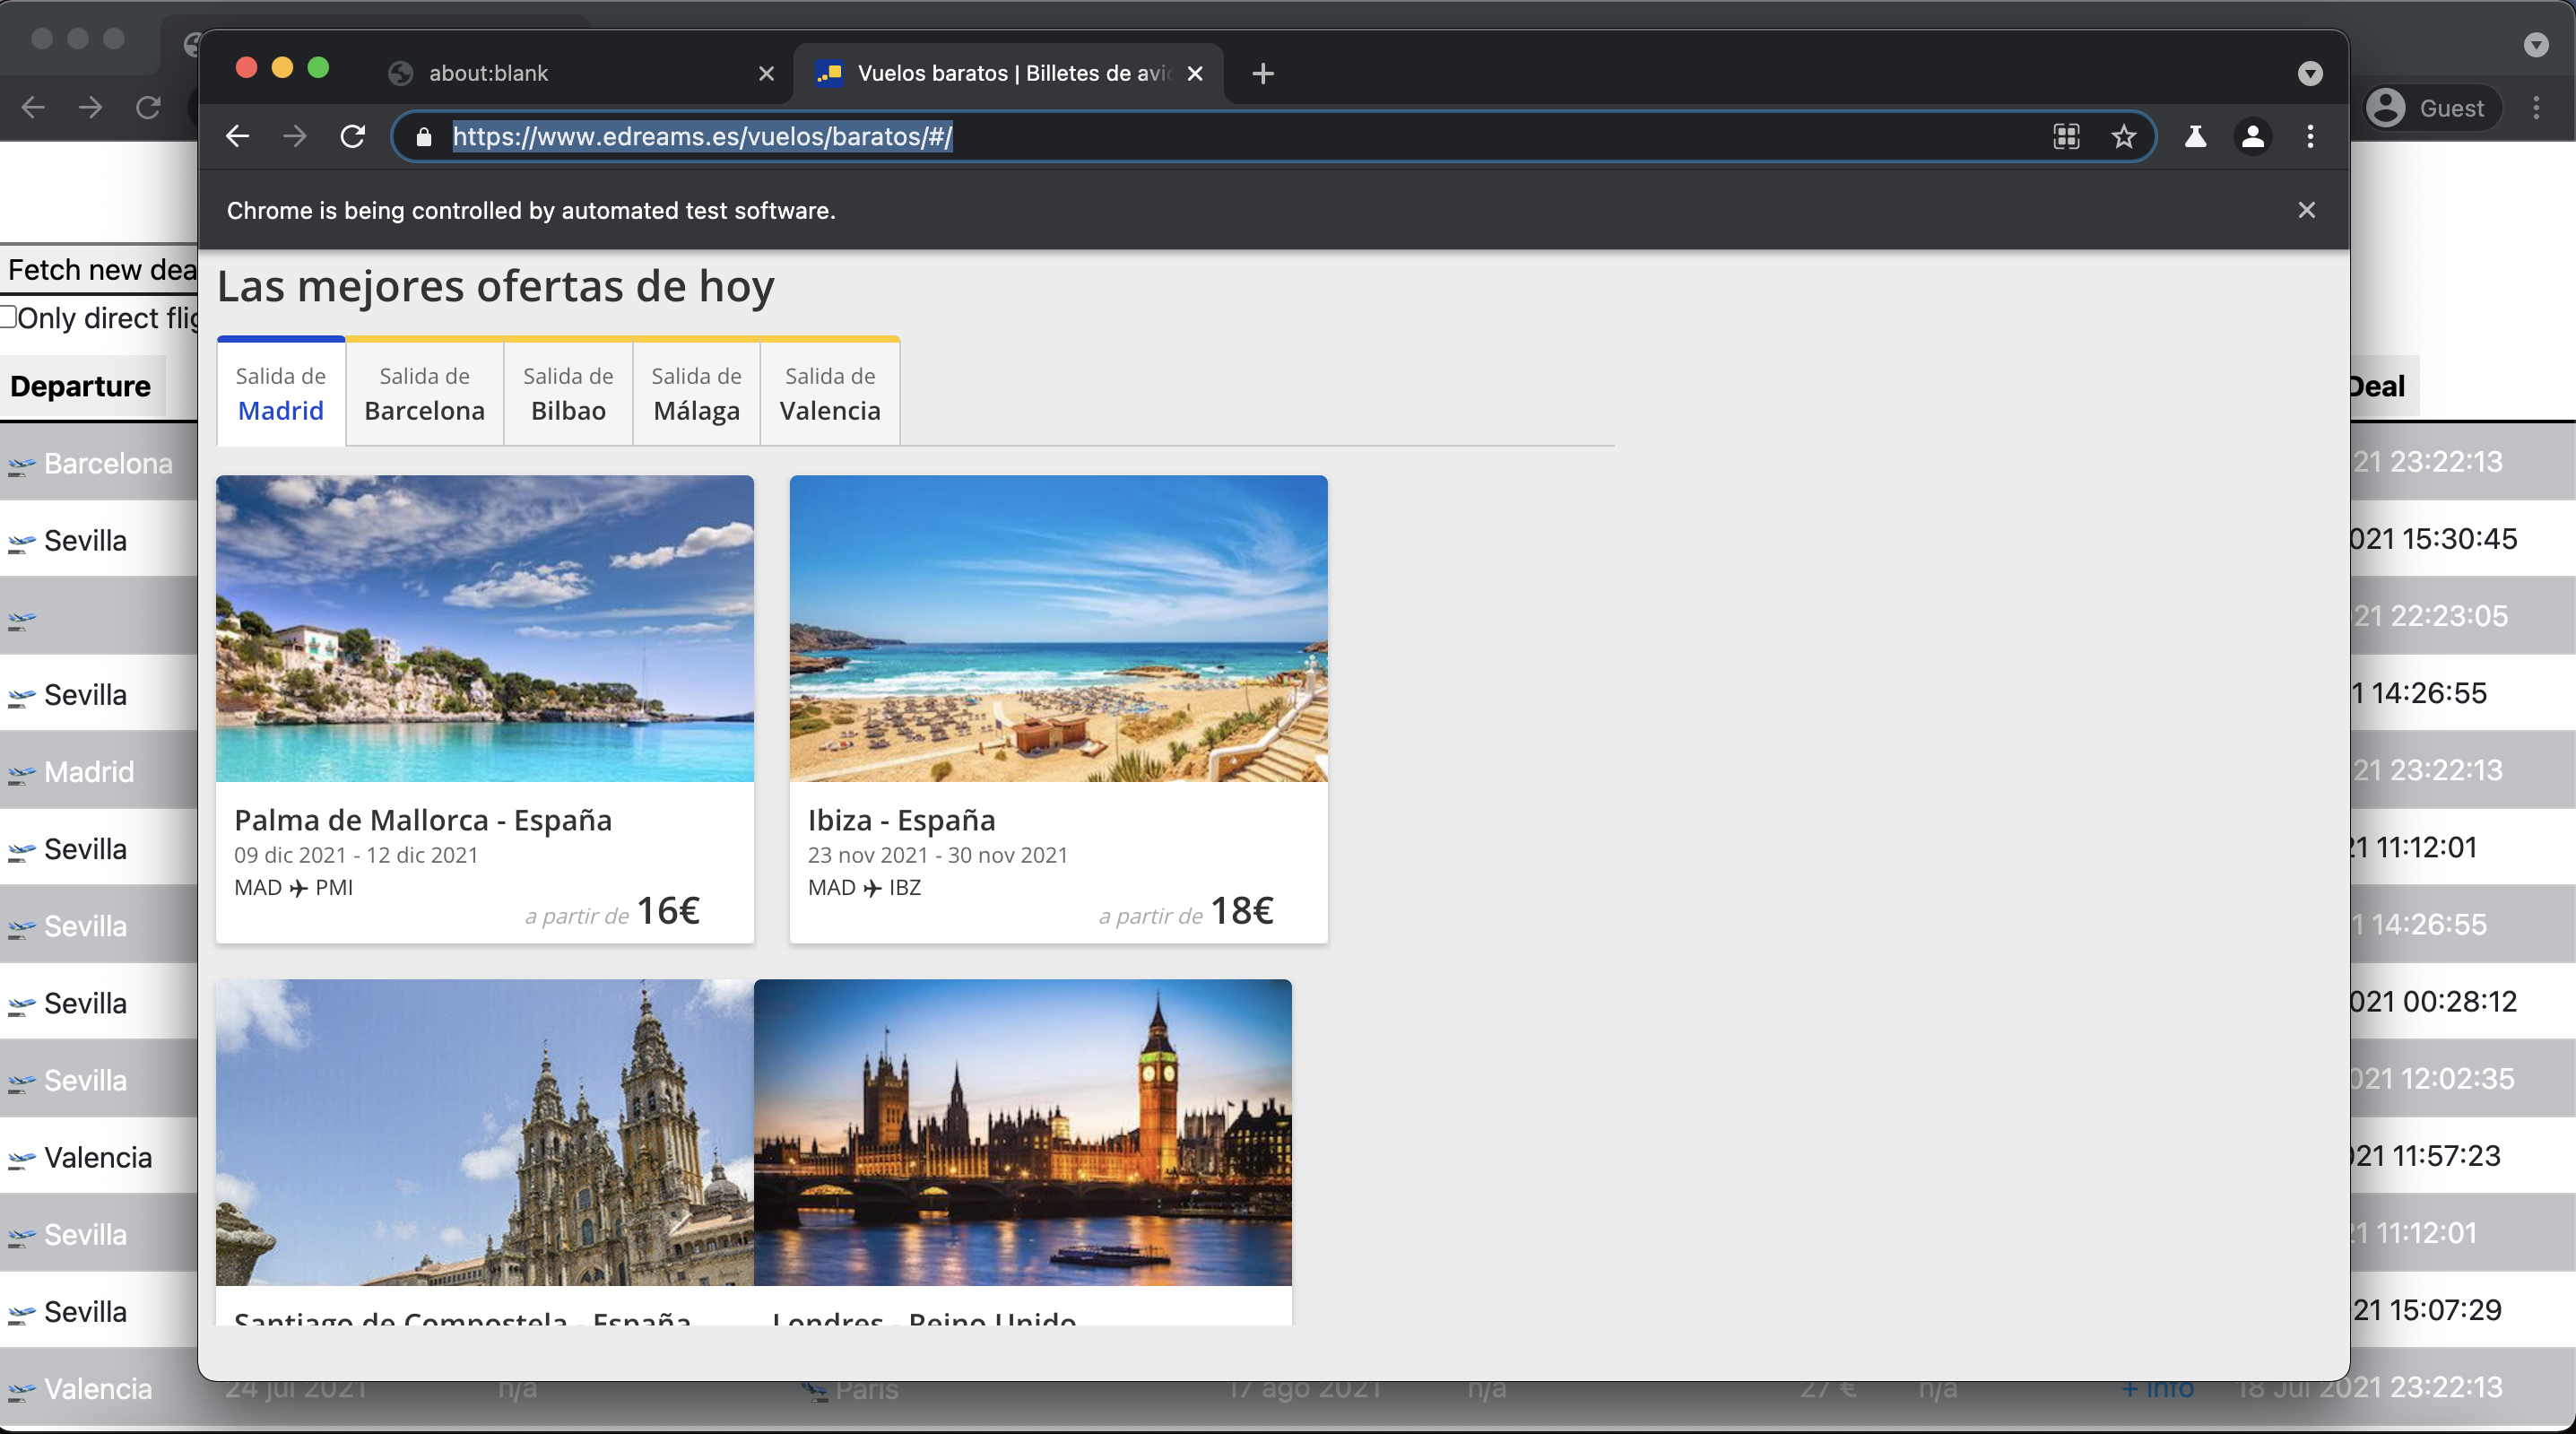 about:blank
Vuelos baratos | Billetes de avi
Guest
https://www.edreams.es/vuelos/baratos/#/
Chrome is being controlled by automated test software.
Fetch new dea
Only direct flig
Departure
Deal
Las mejores ofertas de hoy
Salida de
Madrid
Salida de
Barcelona
Salida de
Bilbao
Salida de
Málaga
Salida de
Valencia
Palma de Mallorca - España
09 dic 2021 - 12 dic 2021
MAD PMI
a partir de 16€
Ibiza - España
23 nov 2021 - 30 nov 2021
MAD IBZ
a partir de 18€
Santiago de Compostela - España
Londres - Reino Unido
Barcelona
21 23:22:13
Sevilla
021 15:30:45
21 22:23:05
Sevilla
1 14:26:55
Madrid
21 23:22:13
Sevilla
21 11:12:01
Sevilla
1 14:26:55
Sevilla
021 00:28:12
Sevilla
021 12:02:35
Valencia
021 11:57:23
Sevilla
21 11:12:01
Sevilla
21 15:07:29
Valencia 24 jul 2021 n/a Paris 17 ago 2021 n/a 27 € n/a + Info 18 Jul 2021 23:22:13